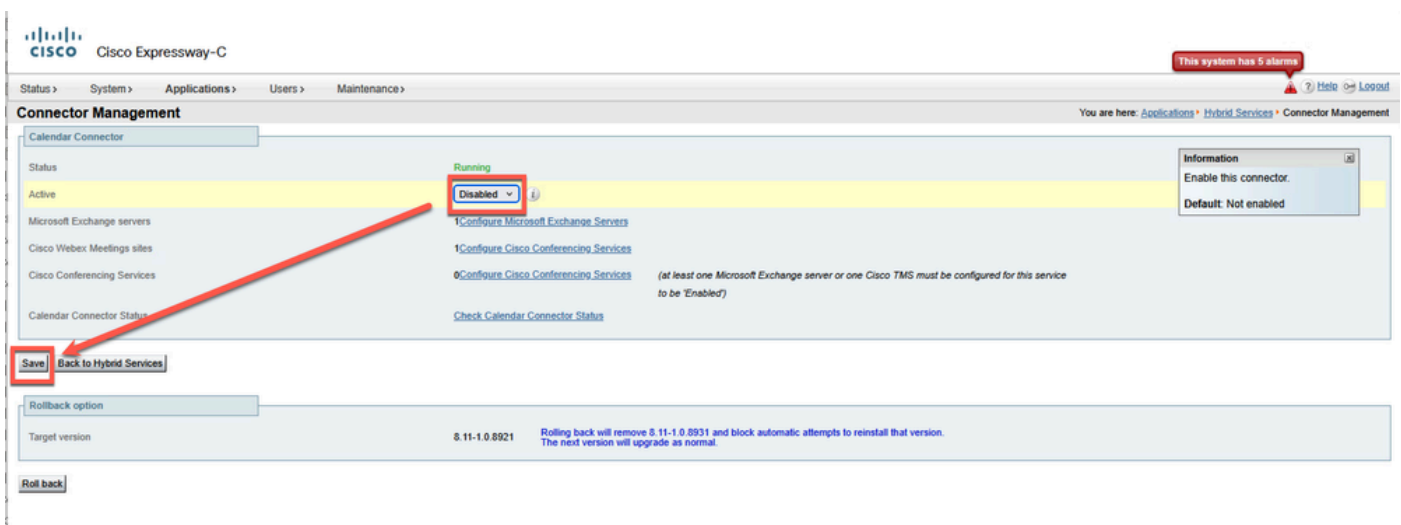 CISCO Cisco Expressway-C
This system has 5 alarms
Status > System > Applications > Users > Maintenance > Help Logout
Connector Management You are here: Applications Hybrid Services Connector Management
Calendar Connector
Status Running
Active Disabled
Information
Enable this connector.
Default: Not enabled
Microsoft Exchange servers 1Configure Microsoft Exchange Servers
Cisco Webex Meetings sites 1Configure Cisco Conferencing Services
Cisco Conferencing Services 0Configure Cisco Conferencing Services (at least one Microsoft Exchange server or one Cisco TMS must be configured for this service
to be 'Enabled')
Calendar Connector Status Check Calendar Connector Status
Save Back to Hybrid Services
Rollback option
Target version 8.11-1.0.8921 Rolling back will remove 8.11-1.0.8931 and block automatic attempts to reinstall that version.
The next version will upgrade as normal.
Roll back